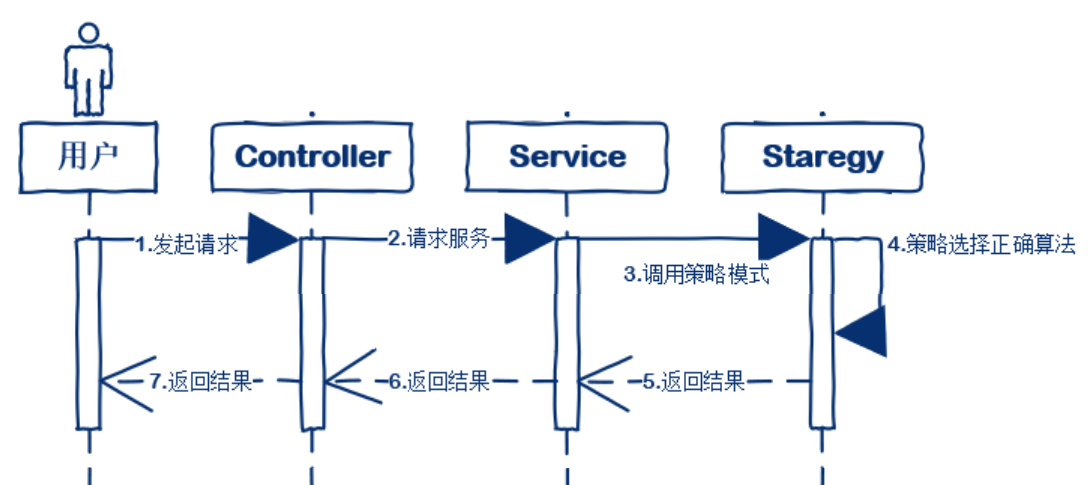 用户
Controller
Service
Staregy
1.发起请求
2.请求服务
3.调用策略模式
4.策略选择正确算法
7.返回结果
6.返回结果
5.返回结果